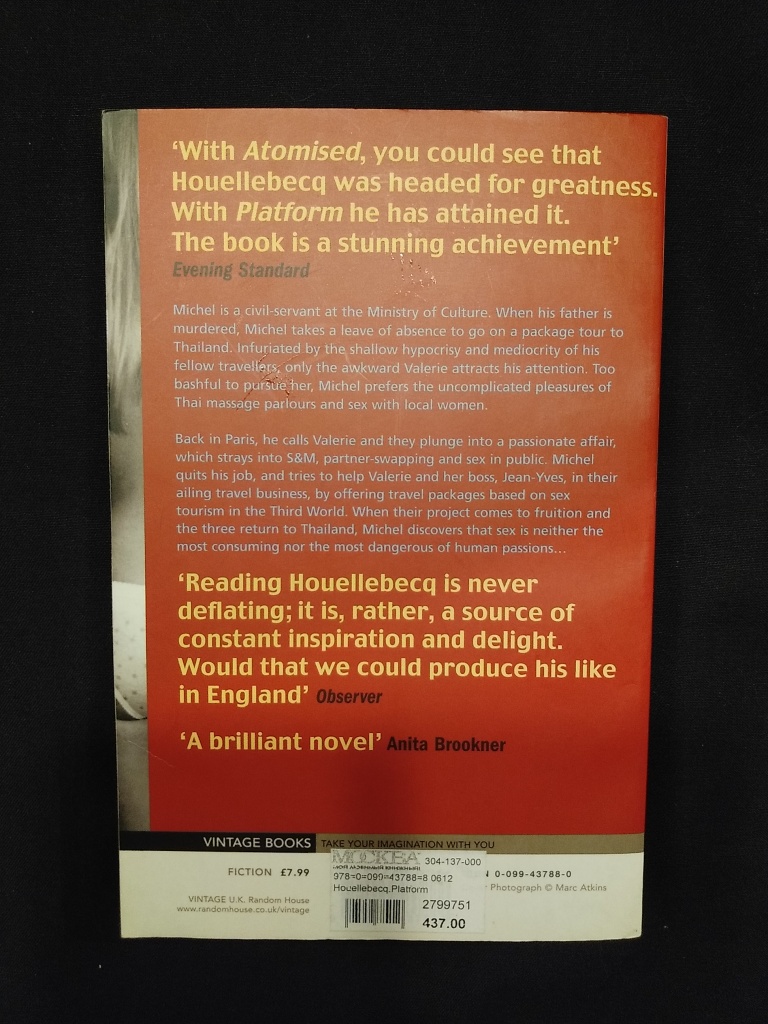 ‘With Atomised, you could see that
Houellebecq was headed for greatness.
With Platform he has attained it.
The book is a stunning achievement’
Evening Standard
Michel is a civil-servant at the Ministry of Culture. When his father is
murdered, Michel takes a leave of absence to go on a package tour to
Thailand. Infuriated by the shallow hypocrisy and mediocrity of his
fellow travellers, only the awkward Valerie attracts his attention. Too
bashful to pursue her, Michel prefers the uncomplicated pleasures of
Thai massage parlours and sex with local women.
Back in Paris, he calls Valerie and they plunge into a passionate affair,
which strays into S&M, partner-swapping and sex in public. Michel
quits his job, and tries to help Valerie and her boss, Jean-Yves, in their
ailing travel business, by offering travel packages based on sex
tourism in the Third World. When their project comes to fruition and
the three return to Thailand, Michel discovers that sex is neither the
most consuming nor the most dangerous of human passions…
‘Reading Houellebecq is never
deflating; it is, rather, a source of
constant inspiration and delight.
Would that we could produce his like
in England’ Observer
‘A brilliant novel’ Anita Brookner
VINTAGE BOOKS TAKE YOUR IMAGINATION WITH YOU
МОСКВА 304-137-000
978=0=099=43788=8 0612
Houellebecq.Platform
2799751
437.00
FICTION £7.99
N 0-099-43788-0
Photograph © Marc Atkins
VINTAGE U.K. Random House
www.randomhouse.co.uk/vintage